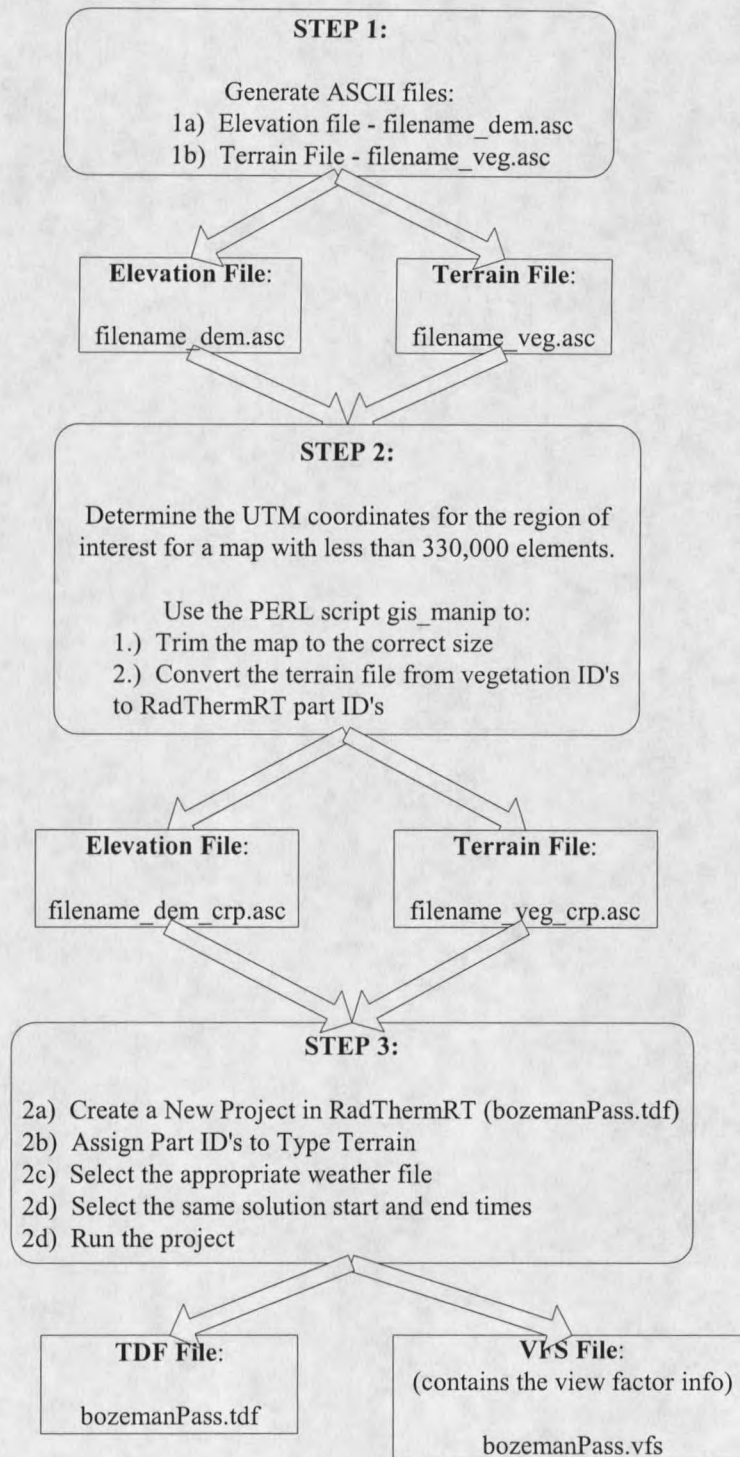 STEP 1:
Generate ASCII files:
1a) Elevation file - filename_dem.asc
1b) Terrain File - filename_veg.asc
Elevation File:
filename_dem.asc
Terrain File:
filename_veg.asc
STEP 2:
Determine the UTM coordinates for the region of
interest for a map with less than 330,000 elements.
Use the PERL script gis_manip to:
1.) Trim the map to the correct size
2.) Convert the terrain file from vegetation ID's
to RadThermRT part ID's
Elevation File:
filename_dem_crp.asc
Terrain File:
filename_veg_crp.asc
STEP 3:
2a) Create a New Project in RadThermRT (bozemanPass.tdf)
2b) Assign Part ID's to Type Terrain
2c) Select the appropriate weather file
2d) Select the same solution start and end times
2d) Run the project
TDF File:
bozemanPass.tdf
VFS File:
(contains the view factor info)
bozemanPass.vfs